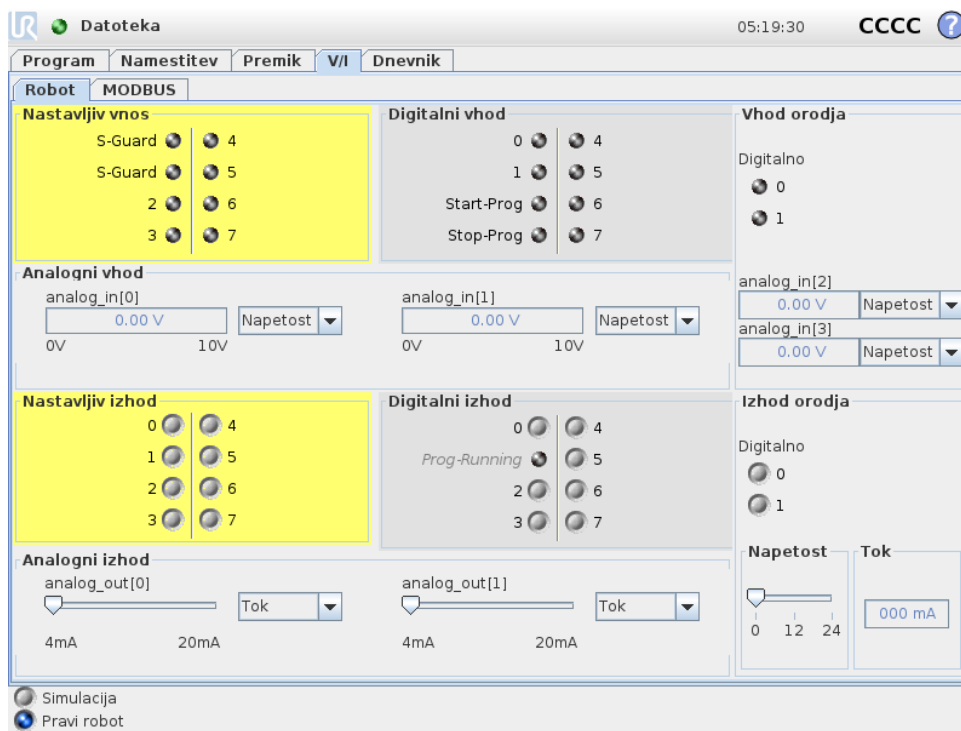 UR Datoteka 05:19:30 CCCC ?
Program Namestitev Premik V/I Dnevnik
Robot MODBUS
Nastavljiv vnos
S-Guard 4
S-Guard 5
2 6
3 7
Digitalni vhod
0 4
1 5
Start-Prog 6
Stop-Prog 7
Vhod orodja
Digitalno
0
1
analog_in[2]
0.00 V Napetost
analog_in[3]
0.00 V Napetost
Analogni vhod
analog_in[0]
0.00 V Napetost
0V 10V
analog_in[1]
0.00 V Napetost
0V 10V
Nastavljiv izhod
0 4
1 5
2 6
3 7
Digitalni izhod
0 4
Prog-Running 5
2 6
3 7
Izhod orodja
Digitalno
0
1
Napetost
0 12 24
Tok
000 mA
Analogni izhod
analog_out[0]
Tok
4mA 20mA
analog_out[1]
Tok
4mA 20mA
Simulacija
Pravi robot